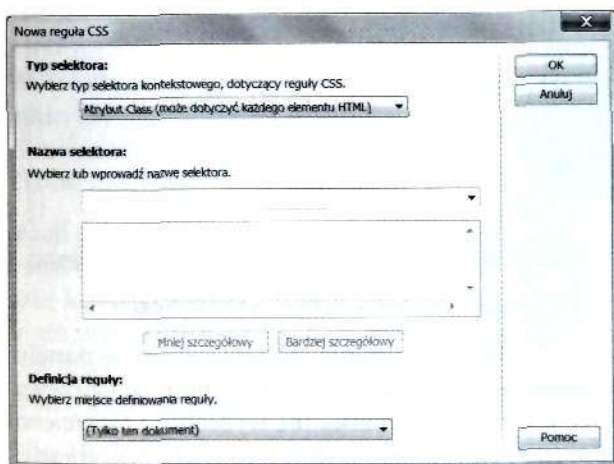 Nowa reguła CSS
Typ selektora:
Wybierz typ selektora kontekstowego, dotyczący reguły CSS.
Atrybut Class (może dotyczyć każdego elementu HTML)
OK
Anuluj
Nazwa selektora:
Wybierz lub wprowadź nazwę selektora.
Mniej szczegółowy
Bardziej szczegółowy
Definicja reguły:
Wybierz miejsce definiowania reguły.
(Tylko ten dokument)
Pomoc